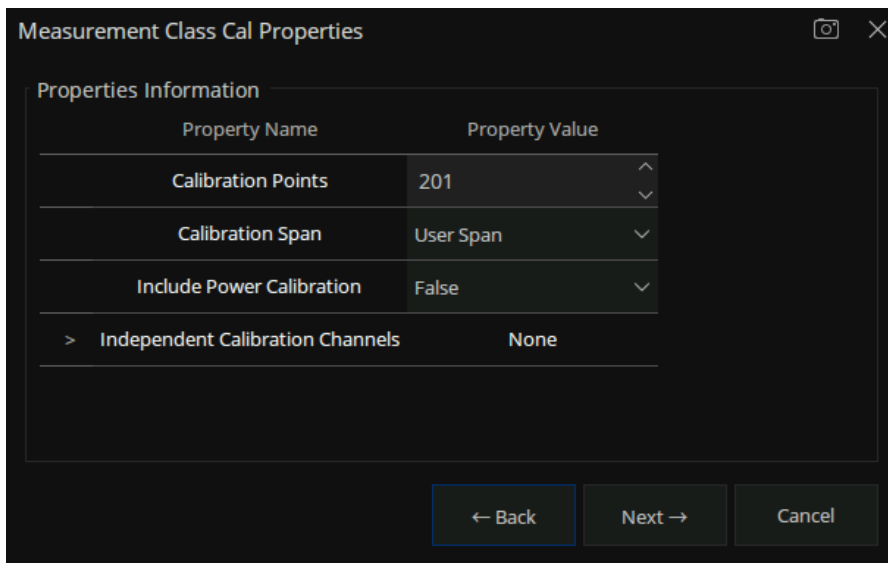 Measurement Class Cal Properties
Properties Information
Property Name Property Value
Calibration Points 201
Calibration Span User Span
Include Power Calibration False
> Independent Calibration Channels None
← Back Next → Cancel